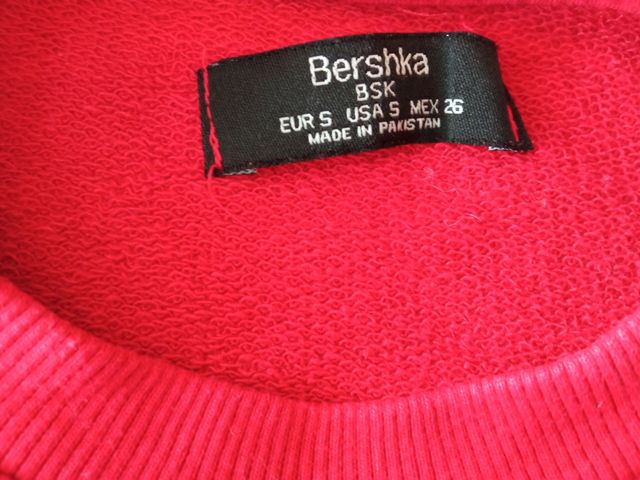 Bershka
BSK
EUR S USA S MEX 26
MADE IN PAKISTAN